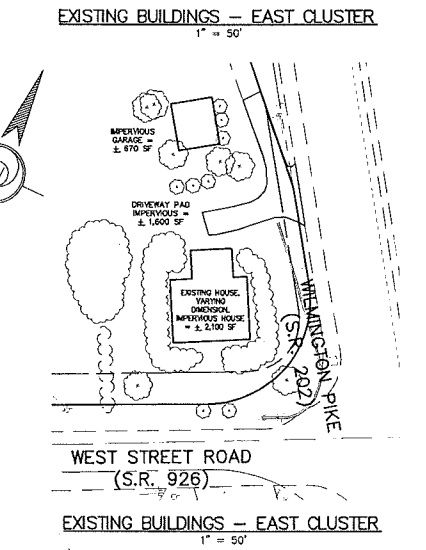 EXISTING BUILDINGS – EAST CLUSTER
1" = 50'
IMPERVIOUS
GARAGE =
± 670 SF
DRIVEWAY PAD
IMPERVIOUS =
± 1,600 SF
EXISTING HOUSE,
VARYING
DIMENSION,
IMPERVIOUS HOUSE
= ± 2,100 SF
WILMINGTON PIKE
(S.R. 202)
WEST STREET ROAD
(S.R. 926)
EXISTING BUILDINGS – EAST CLUSTER
1" = 50'